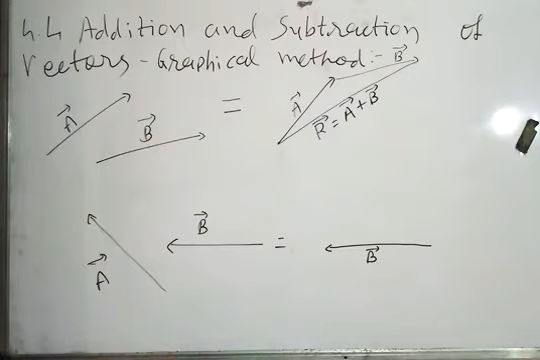 4.4 Addition and Subtraction of
Vectors - Graphical method :-
A⃗ B⃗ = A⃗ B⃗ R⃗ = A⃗ + B⃗
A⃗ B⃗ = B⃗